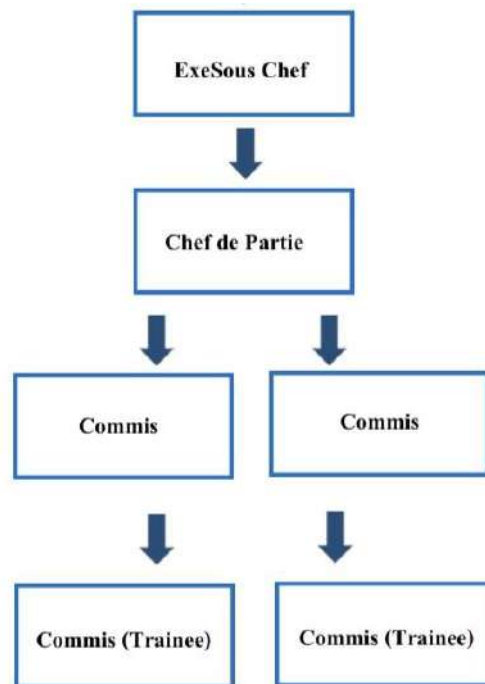 ExeSous Chef
Chef de Partie
Commis
Commis
Commis (Trainee)
Commis (Trainee)